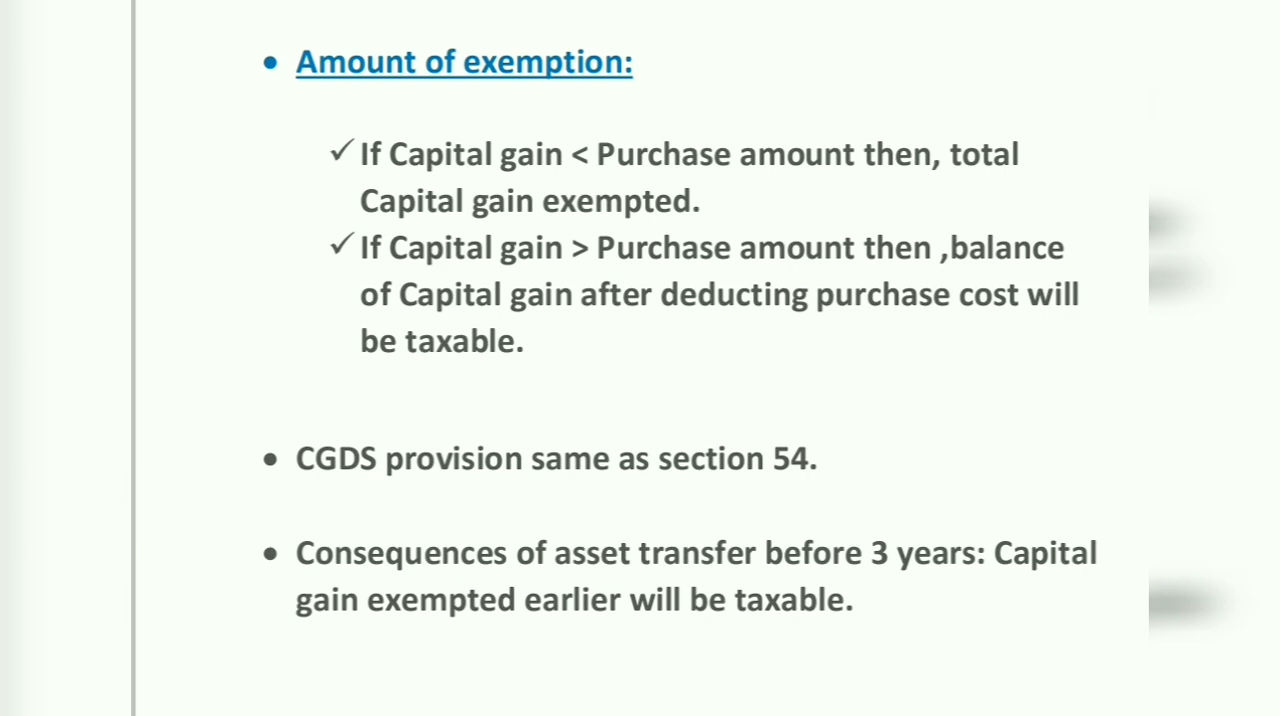 • Amount of exemption:
✓ If Capital gain < Purchase amount then, total
Capital gain exempted.
✓ If Capital gain > Purchase amount then ,balance
of Capital gain after deducting purchase cost will
be taxable.
• CGDS provision same as section 54.
• Consequences of asset transfer before 3 years: Capital
gain exempted earlier will be taxable.